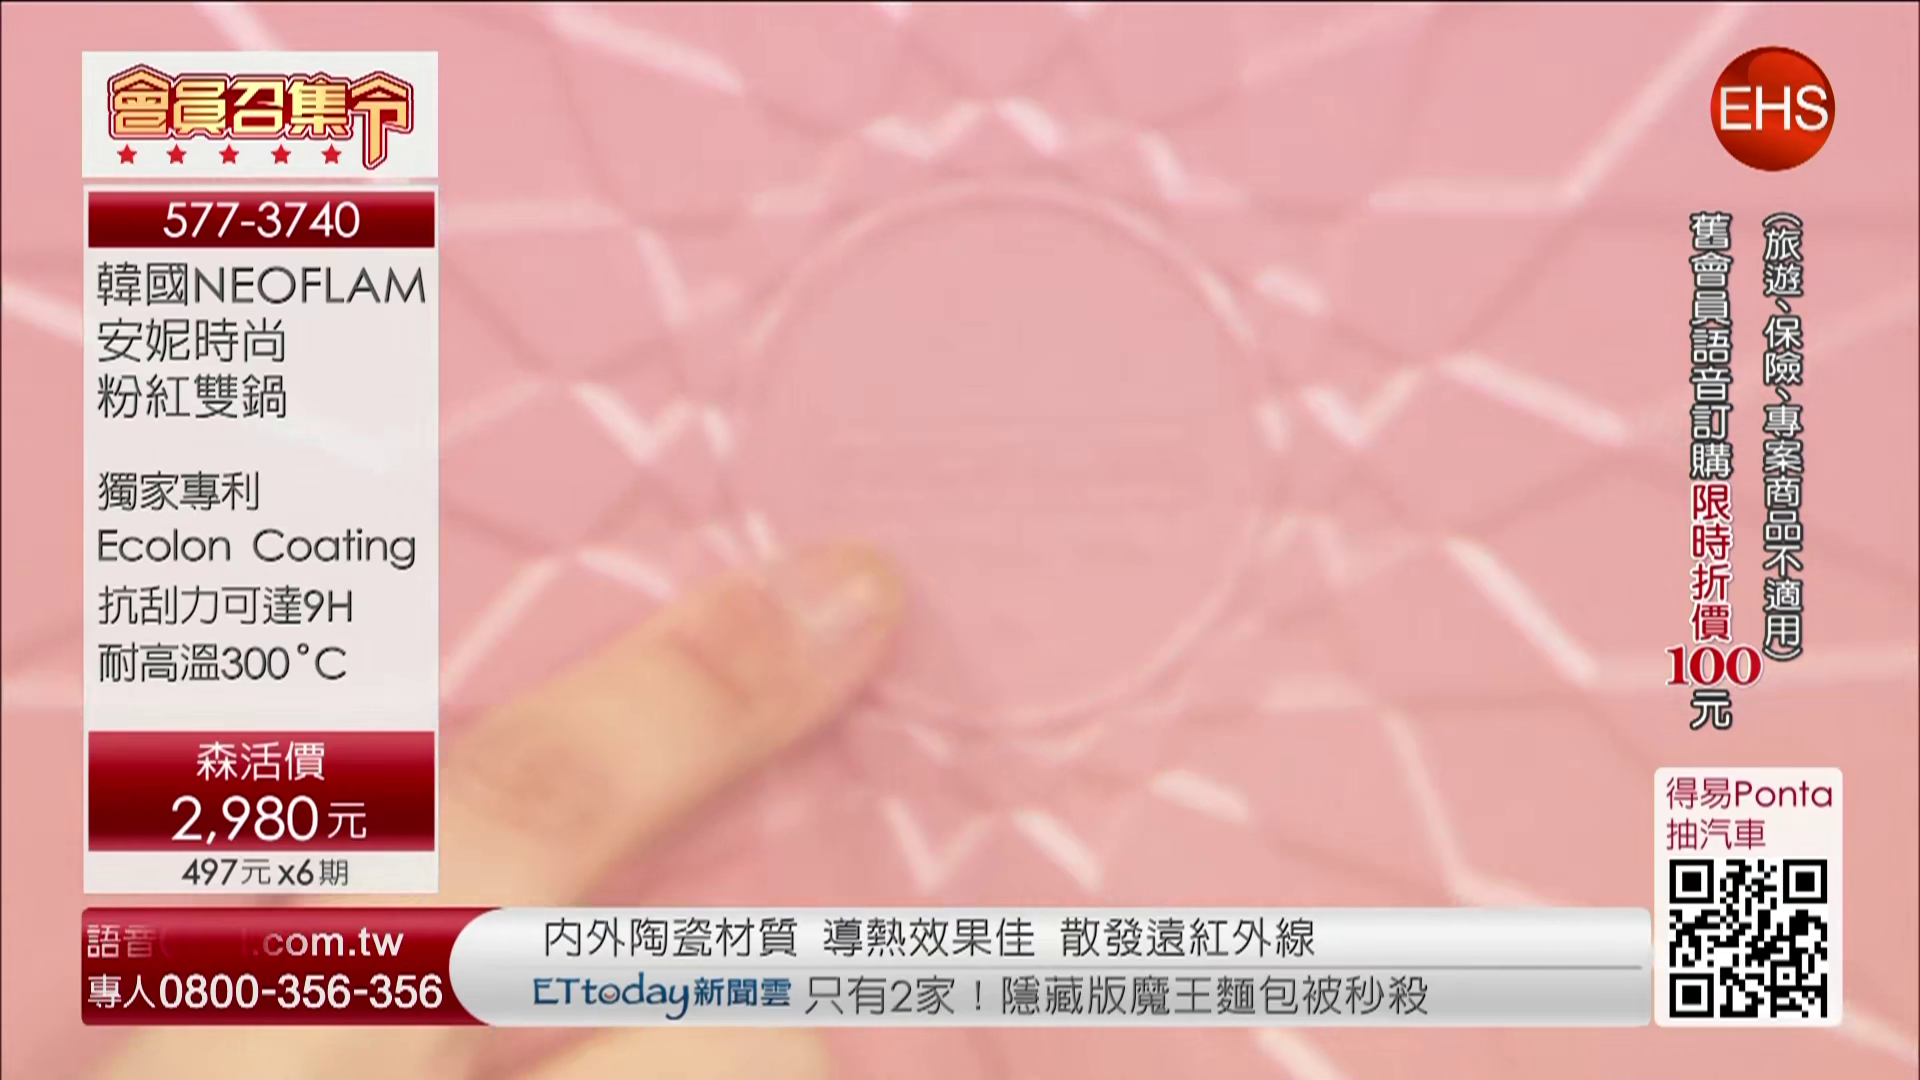 會員召集令
577-3740
韓國NEOFLAM
安妮時尚
粉紅雙鍋
獨家專利
Ecolon Coating
抗刮力可達9H
耐高溫300°C
森活價
2,980元
497元x6期
語音
.com.tw
專人0800-356-356
內外陶瓷材質 導熱效果佳 散發遠紅外線
ETtoday新聞雲 只有2家！隱藏版魔王麵包被秒殺
EHS
（旅遊、保險、專案商品不適用）
舊會員語音訂購限時折價100元
得易Ponta
抽汽車